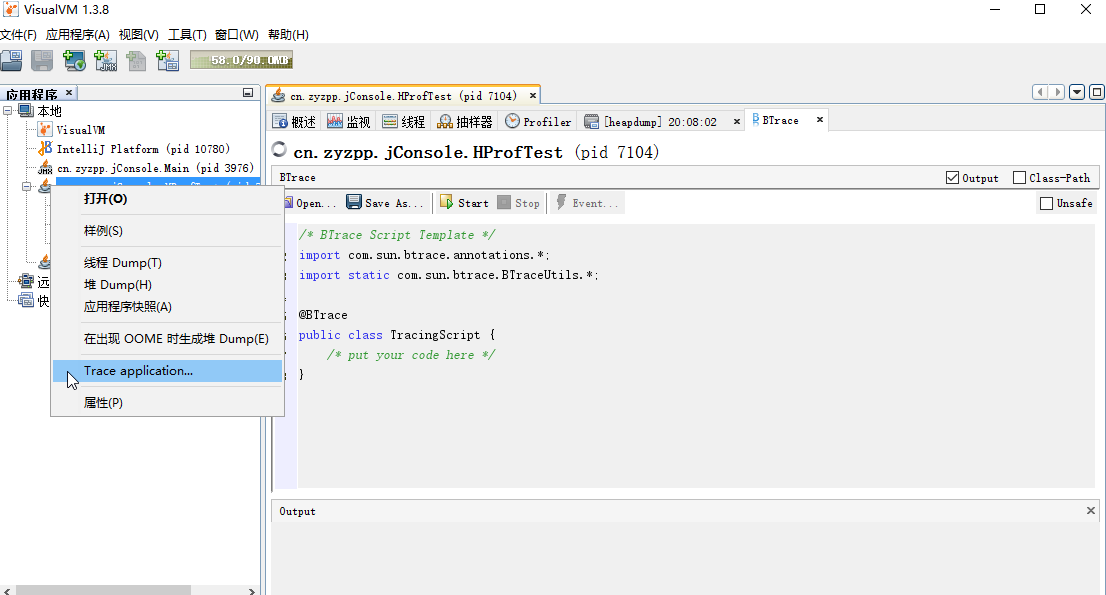 VisualVM 1.3.8
文件(F) 应用程序(A) 视图(V) 工具(T) 窗口(W) 帮助(H)
JMX
58.0/90.0MB
应用程序
本地
VisualVM
IntelliJ Platform (pid 10780)
JMX cn.zyzpp.jConsole.Main (pid 3976)
远
快
打开(O)
样例(S)
线程 Dump(T)
堆 Dump(H)
应用程序快照(A)
在出现 OOME 时生成堆 Dump(E)
Trace application...
属性(P)
cn.zyzpp.jConsole.HProfTest (pid 7104)
概述 监视 线程 抽样器 Profiler [heapdump] 20:08:02 BTrace
cn.zyzpp.jConsole.HProfTest (pid 7104)
BTrace Output Class-Path
Open... Save As... Start Stop Event... Unsafe
/* BTrace Script Template */
import com.sun.btrace.annotations.*;
import static com.sun.btrace.BTraceUtils.*;
@BTrace
public class TracingScript {
/* put your code here */
}
Output